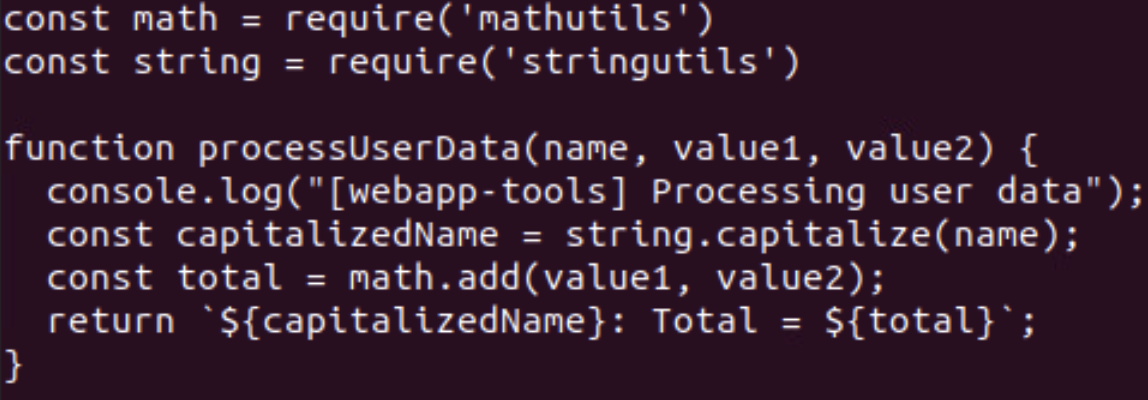 const math = require('mathutils')
const string = require('stringutils')

function processUserData(name, value1, value2) {
  console.log("[webapp-tools] Processing user data");
  const capitalizedName = string.capitalize(name);
  const total = math.add(value1, value2);
  return `${capitalizedName}: Total = ${total}`;
}